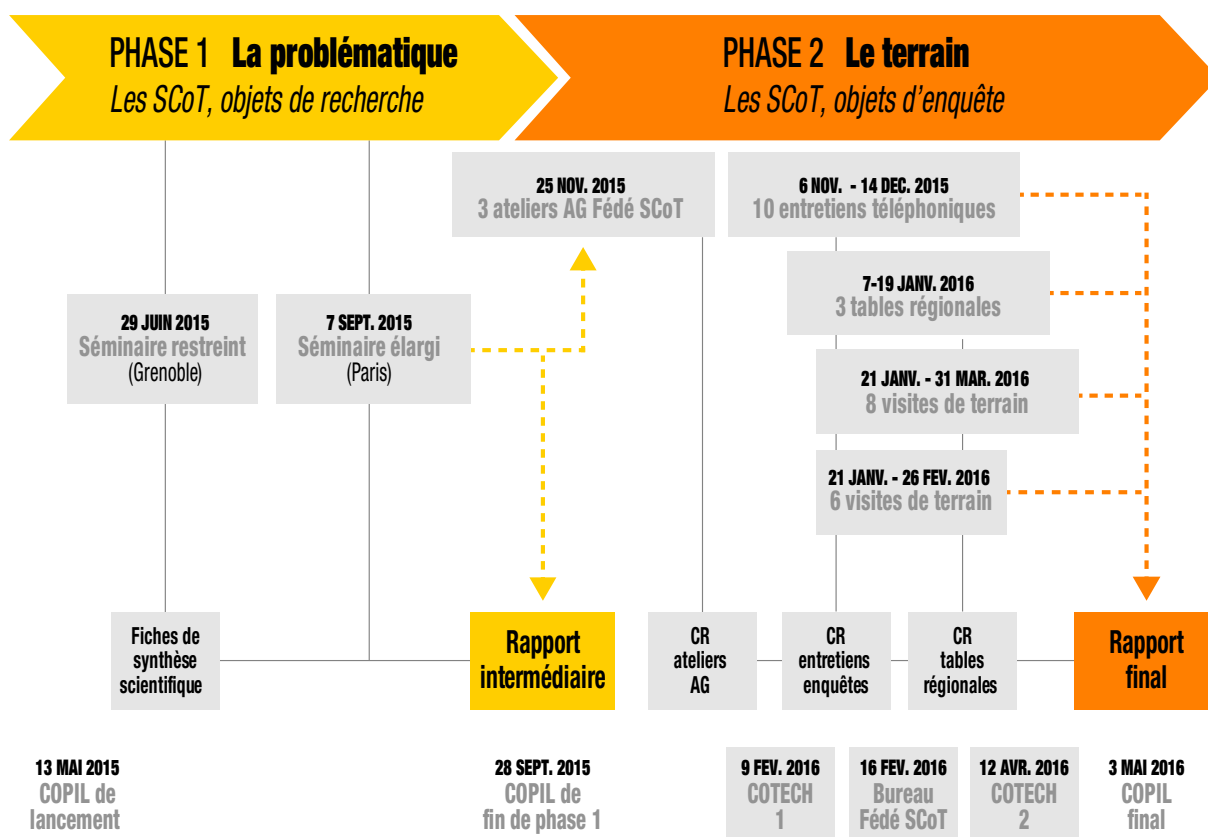 PHASE 1 La problématique
Les SCoT, objets de recherche
PHASE 2 Le terrain
Les SCoT, objets d'enquête
25 NOV. 2015
3 ateliers AG Fédé SCoT
6 NOV. - 14 DEC. 2015
10 entretiens téléphoniques
7-19 JANV. 2016
3 tables régionales
29 JUIN 2015
Séminaire restreint
(Grenoble)
7 SEPT. 2015
Séminaire élargi
(Paris)
21 JANV. - 31 MAR. 2016
8 visites de terrain
21 JANV. - 26 FEV. 2016
6 visites de terrain
Fiches de
synthèse
scientifique
Rapport
intermédiaire
CR
ateliers
AG
CR
entretiens
enquêtes
CR
tables
régionales
Rapport
final
13 MAI 2015
COPIL de
lancement
28 SEPT. 2015
COPIL de
fin de phase 1
9 FEV. 2016
COTECH
1
16 FEV. 2016
Bureau
Fédé SCoT
12 AVR. 2016
COTECH
2
3 MAI 2016
COPIL
final